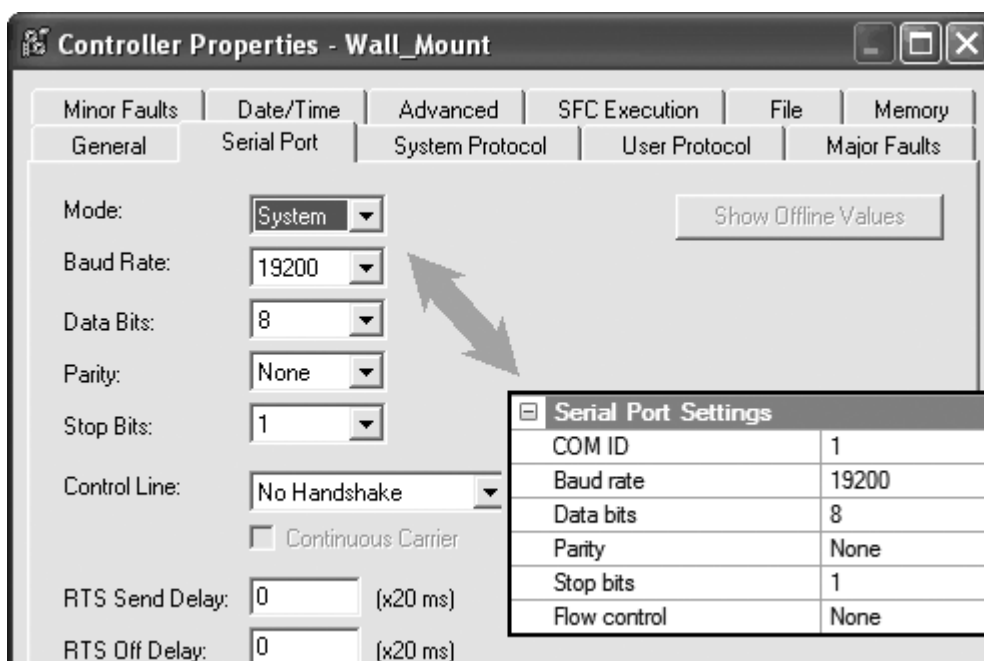 Controller Properties - Wall_Mount
Minor Faults Date/Time Advanced SFC Execution File Memory
General Serial Port System Protocol User Protocol Major Faults
Mode: System Show Offline Values
Baud Rate: 19200
Data Bits: 8
Parity: None
Stop Bits: 1
Serial Port Settings
COM ID 1
Baud rate 19200
Data bits 8
Parity None
Stop bits 1
Flow control None
Control Line: No Handshake
Continuous Carrier
RTS Send Delay: 0 (x20 ms)
RTS Off Delay: 0 (x20 ms)